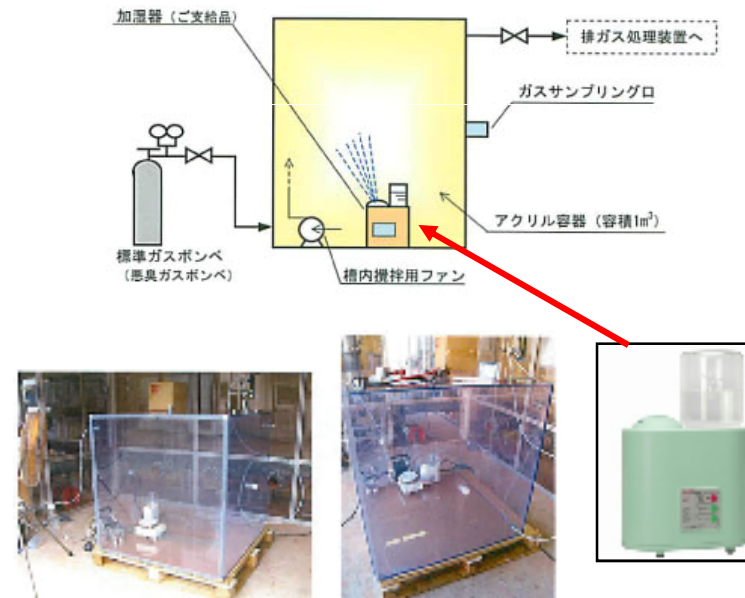 加湿器（ご支給品）
排ガス処理装置へ
ガスサンプリング口
アクリル容器（容積1m³）
標準ガスボンベ
（悪臭ガスボンベ）
槽内攪拌用ファン